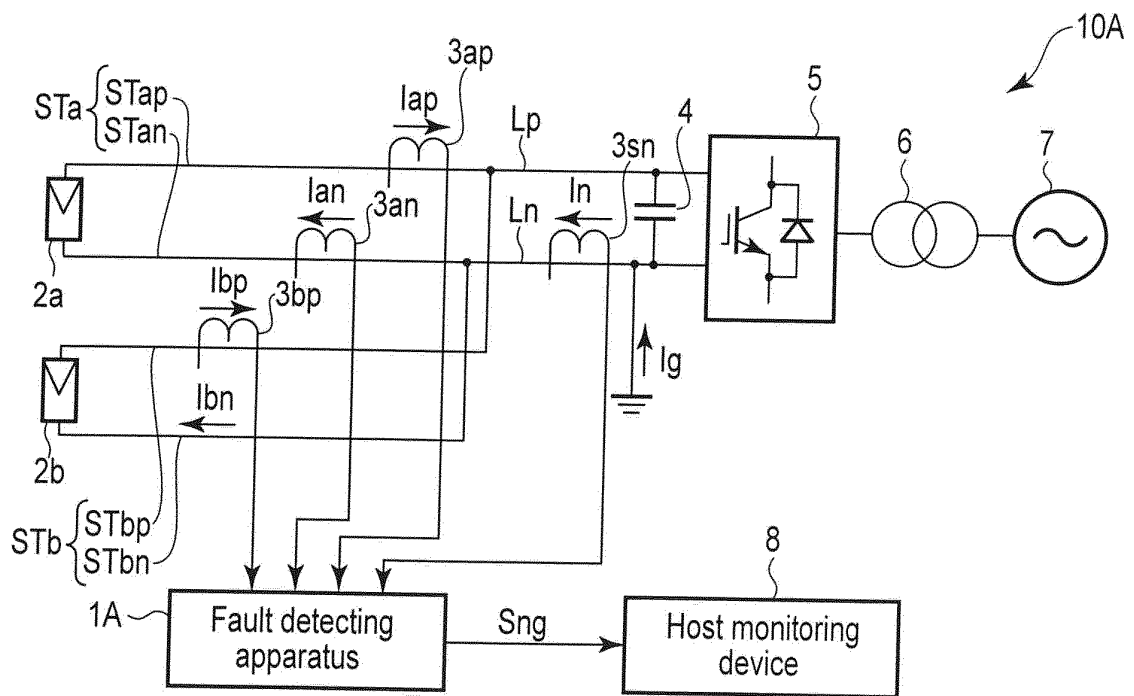 10A
3ap
STa { STap
STan
Iap
Lp
4
5
3sn
6
7
Ian
3an
In
Ln
2a
Ibp
3bp
Ig
Ibn
2b
STb { STbp
STbn
8
1A
Fault detecting
apparatus
Sng
Host monitoring
device